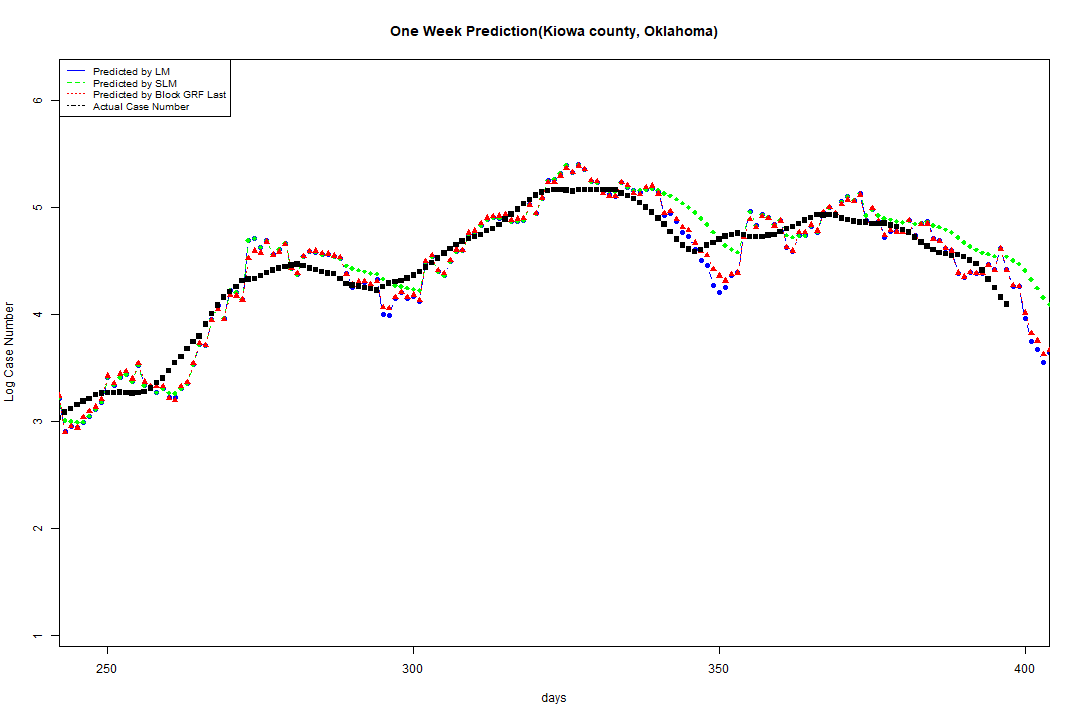 One Week Prediction(Kiowa county, Oklahoma)
Predicted by LM
Predicted by SLM
Predicted by Block GRF Last
Actual Case Number
6
5
4
3
2
1
Log Case Number
250
300
350
400
days